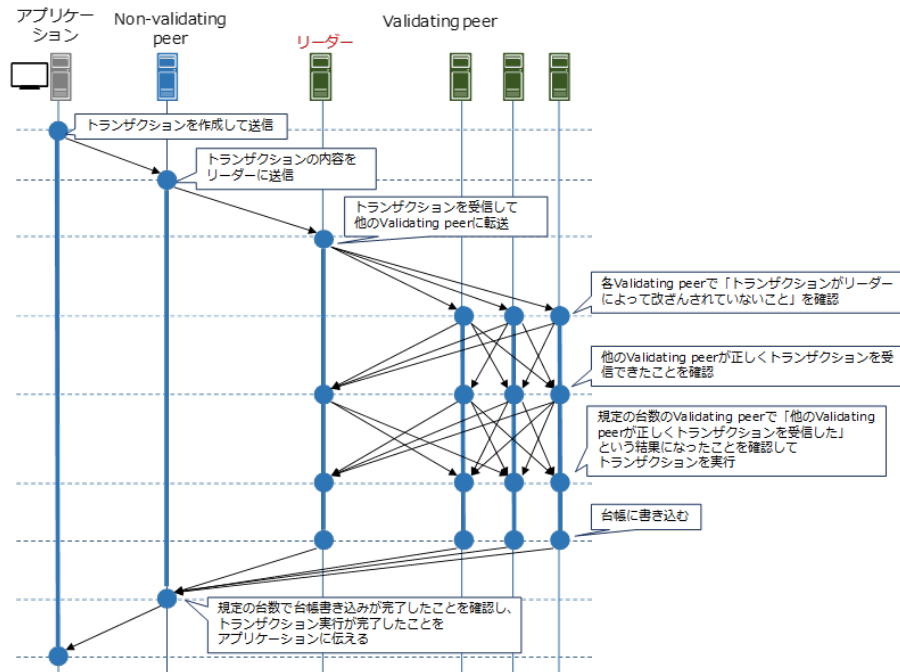 アプリケー
ション
Non-validating
peer
リーダー
Validating peer
トランザクションを作成して送信
トランザクションの内容を
リーダーに送信
トランザクションを受信して
他のValidating peerに転送
各Validating peerで「トランザクションがリーダー
によって改ざんされていないこと」を確認
他のValidating peerが正しくトランザクションを受
信できたことを確認
規定の台数のValidating peerで「他のValidating
peerが正しくトランザクションを受信した」
という結果になったことを確認して
トランザクションを実行
台帳に書き込む
規定の台数で台帳書き込みが完了したことを確認し、
トランザクション実行が完了したことを
アプリケーションに伝える